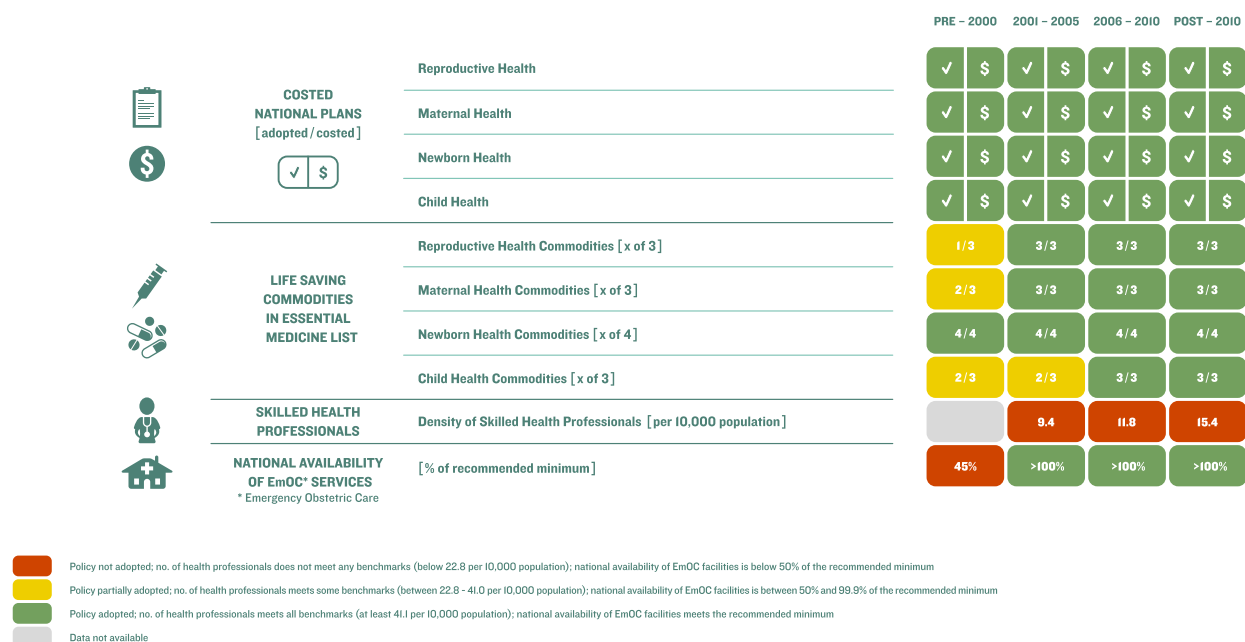 PRE – 2000 2001 – 2005 2006 – 2010 POST – 2010
COSTED
NATIONAL PLANS
[adopted / costed]
✓ $
Reproductive Health ✓ $ ✓ $ ✓ $ ✓ $
Maternal Health ✓ $ ✓ $ ✓ $ ✓ $
Newborn Health ✓ $ ✓ $ ✓ $ ✓ $
Child Health ✓ $ ✓ $ ✓ $ ✓ $
LIFE SAVING
COMMODITIES
IN ESSENTIAL
MEDICINE LIST
Reproductive Health Commodities [x of 3] 1/3 3/3 3/3 3/3
Maternal Health Commodities [x of 3] 2/3 3/3 3/3 3/3
Newborn Health Commodities [x of 4] 4/4 4/4 4/4 4/4
Child Health Commodities [x of 3] 2/3 2/3 3/3 3/3
SKILLED HEALTH
PROFESSIONALS
Density of Skilled Health Professionals [per 10,000 population] 9.4 11.8 15.4
NATIONAL AVAILABILITY
OF EmOC* SERVICES
* Emergency Obstetric Care
[% of recommended minimum] 45% >100% >100% >100%
Policy not adopted; no. of health professionals does not meet any benchmarks (below 22.8 per 10,000 population); national availability of EmOC facilities is below 50% of the recommended minimum
Policy partially adopted; no. of health professionals meets some benchmarks (between 22.8 - 41.0 per 10,000 population); national availability of EmOC facilities is between 50% and 99.9% of the recommended minimum
Policy adopted; no. of health professionals meets all benchmarks (at least 41.1 per 10,000 population); national availability of EmOC facilities meets the recommended minimum
Data not available